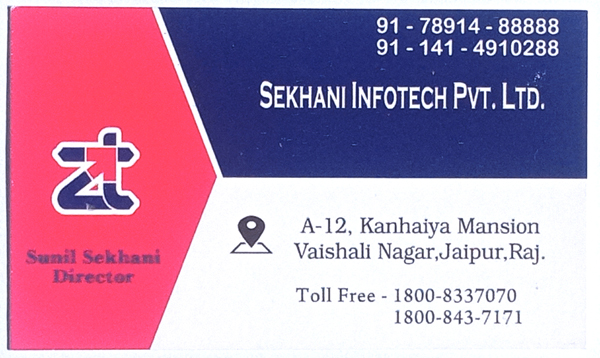 91 - 78914 - 88888
91 - 141 - 4910288
SEKHANI INFOTECH PVT. LTD.
Sunil Sekhani
Director
A-12, Kanhaiya Mansion
Vaishali Nagar,Jaipur,Raj.
Toll Free - 1800-8337070
1800-843-7171